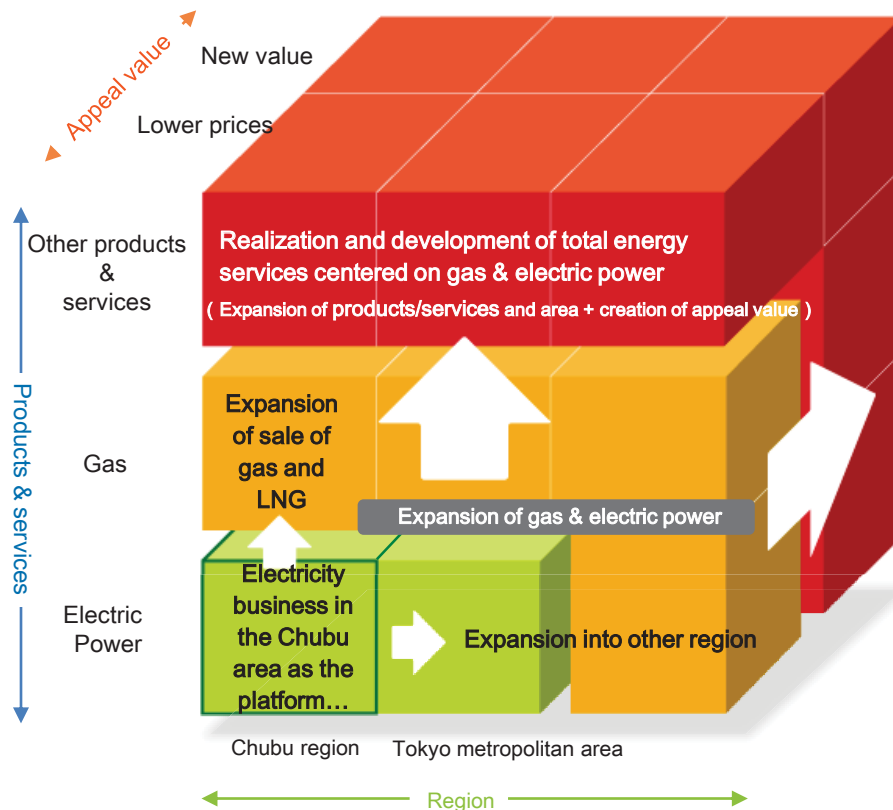 New value
Appeal value
Lower prices
Other products
&
services
Realization and development of total energy
services centered on gas & electric power
( Expansion of products/services and area + creation of appeal value )
Products & services
Gas
Expansion
of sale of
gas and
LNG
Expansion of gas & electric power
Electric
Power
Electricity
business in
the Chubu
area as the
platform…
Expansion into other region
Chubu region
Tokyo metropolitan area
Region